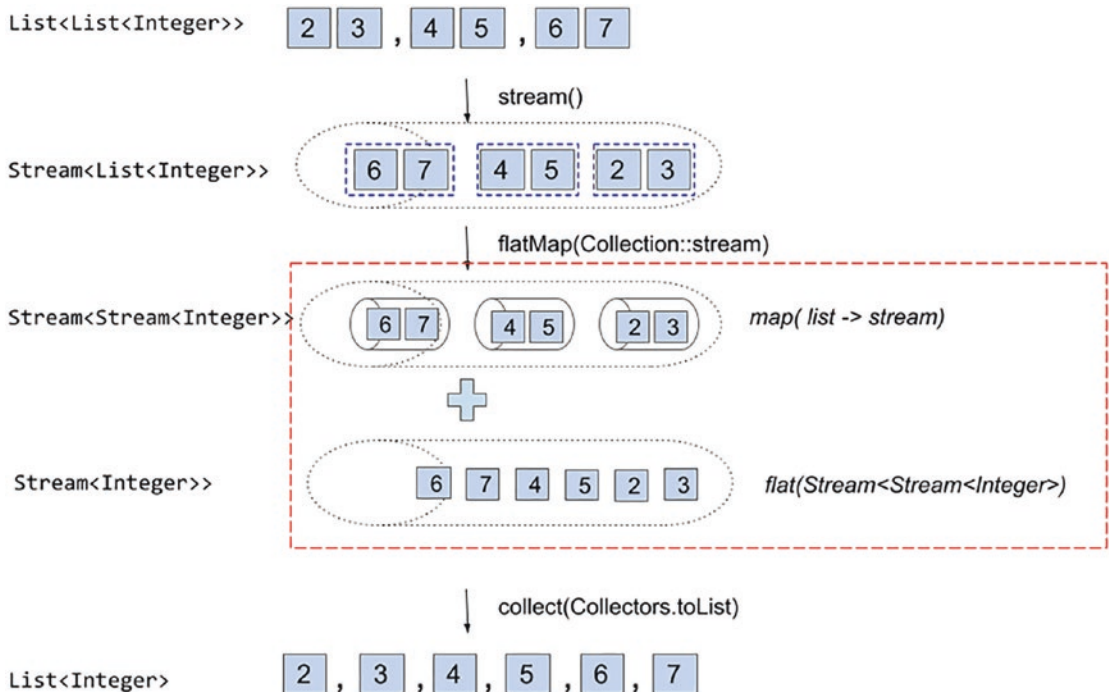 List<List<Integer>> 2 3 , 4 5 , 6 7
stream()
Stream<List<Integer>> 6 7 4 5 2 3
flatMap(Collection::stream)
Stream<Stream<Integer>> 6 7 4 5 2 3 map( list -> stream)
Stream<Integer>> 6 7 4 5 2 3 flat(Stream<Stream<Integer>)
collect(Collectors.toList)
List<Integer> 2 , 3 , 4 , 5 , 6 , 7